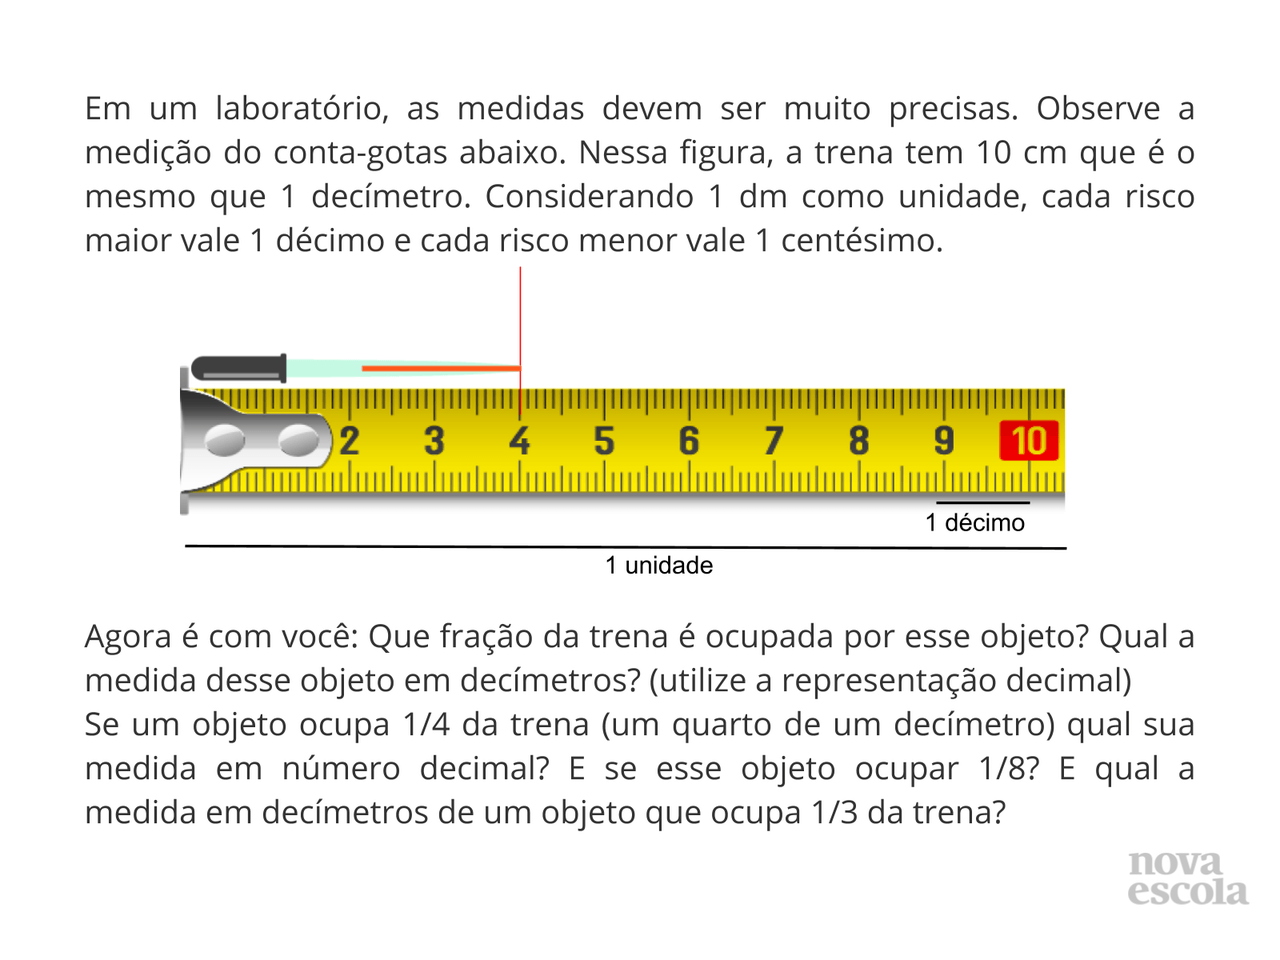 Em um laboratório, as medidas devem ser muito precisas. Observe a
medição do conta-gotas abaixo. Nessa figura, a trena tem 10 cm que é o
mesmo que 1 decímetro. Considerando 1 dm como unidade, cada risco
maior vale 1 décimo e cada risco menor vale 1 centésimo.
2 3 4 5 6 7 8 9 10
1 décimo
1 unidade
Agora é com você: Que fração da trena é ocupada por esse objeto? Qual a
medida desse objeto em decímetros? (utilize a representação decimal)
Se um objeto ocupa 1/4 da trena (um quarto de um decímetro) qual sua
medida em número decimal? E se esse objeto ocupar 1/8? E qual a
medida em decímetros de um objeto que ocupa 1/3 da trena?
nova
escola